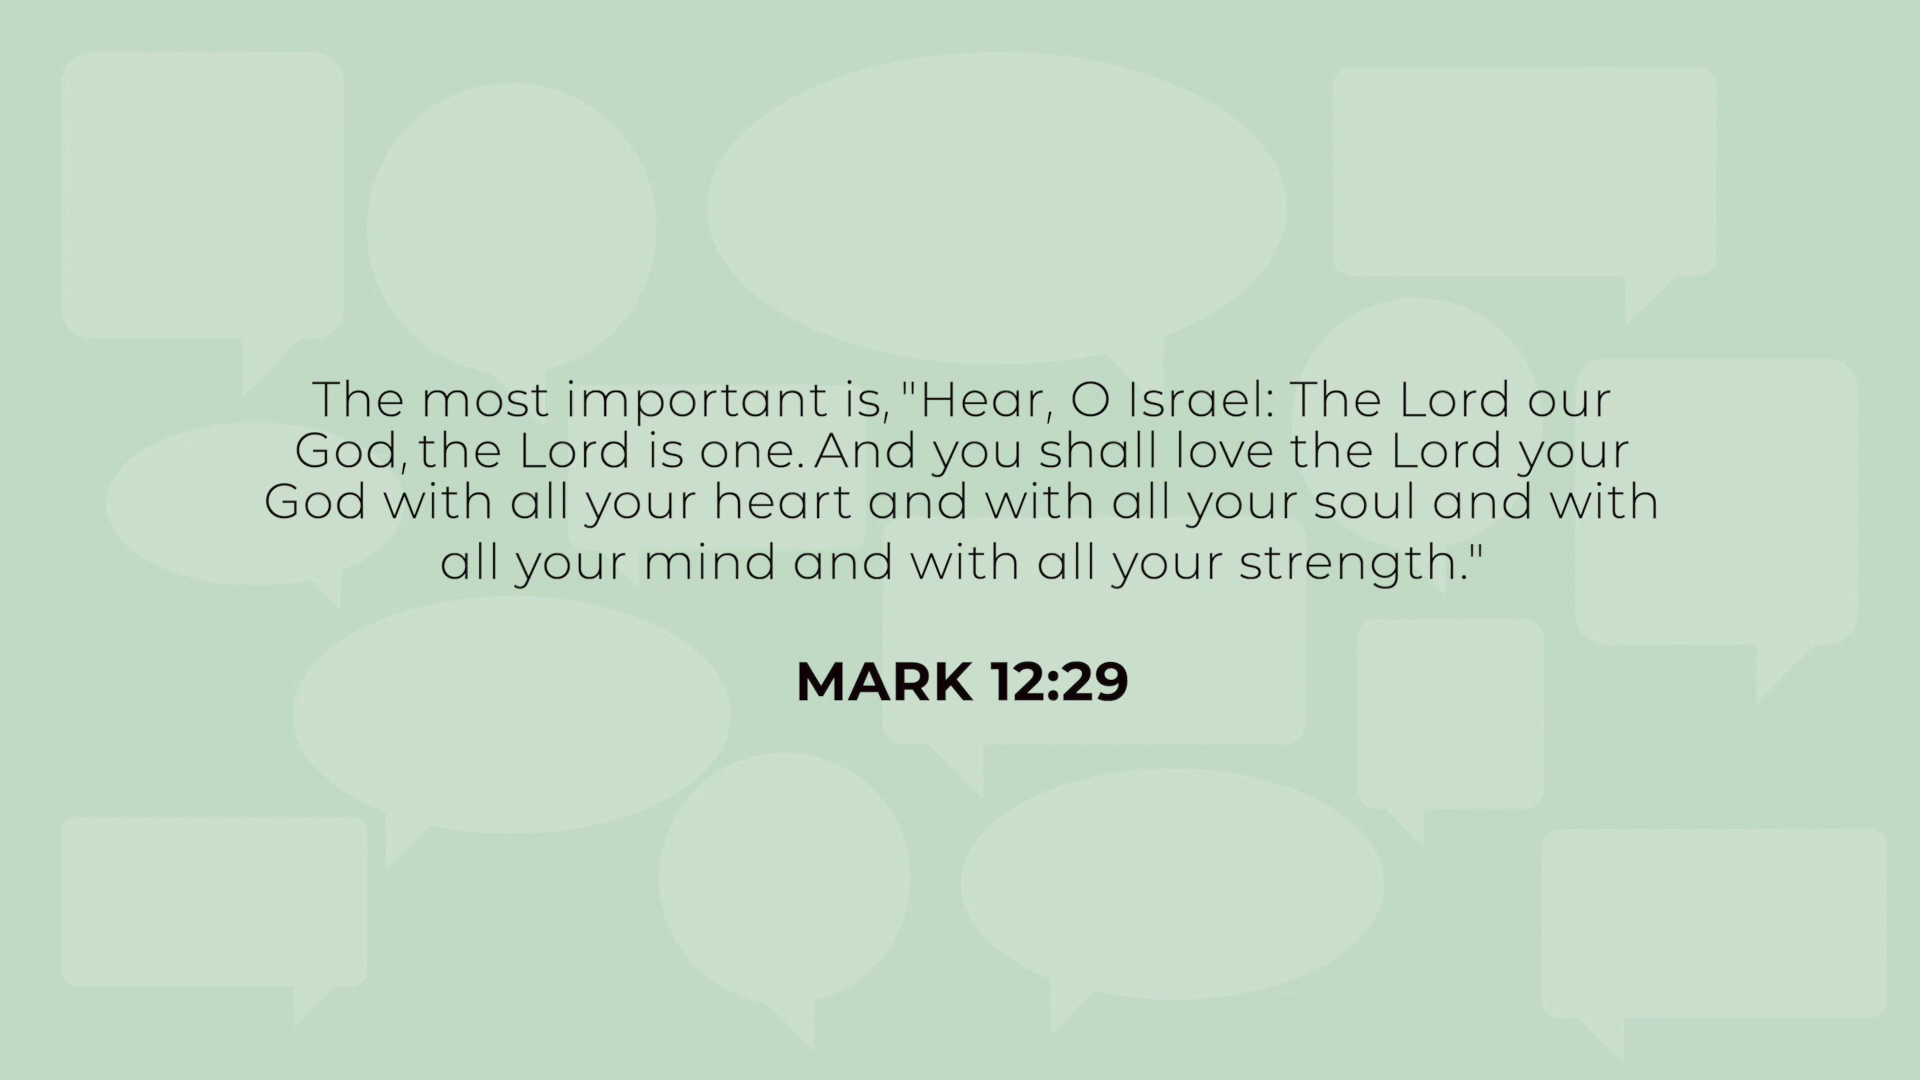 The most important is, "Hear, O Israel: The Lord our
God, the Lord is one. And you shall love the Lord your
God with all your heart and with all your soul and with
all your mind and with all your strength."
MARK 12:29